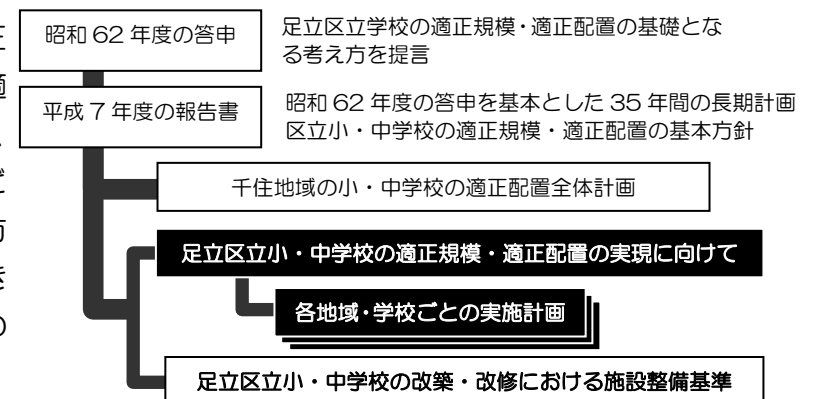 昭和 62 年度の答申
足立区立学校の適正規模・適正配置の基礎とな
る考え方を提言
平成 7 年度の報告書
昭和 62 年度の答申を基本とした 35 年間の長期計画
区立小・中学校の適正規模・適正配置の基本方針
千住地域の小・中学校の適正配置全体計画
足立区立小・中学校の適正規模・適正配置の実現に向けて
各地域・学校ごとの実施計画
足立区立小・中学校の改築・改修における施設整備基準